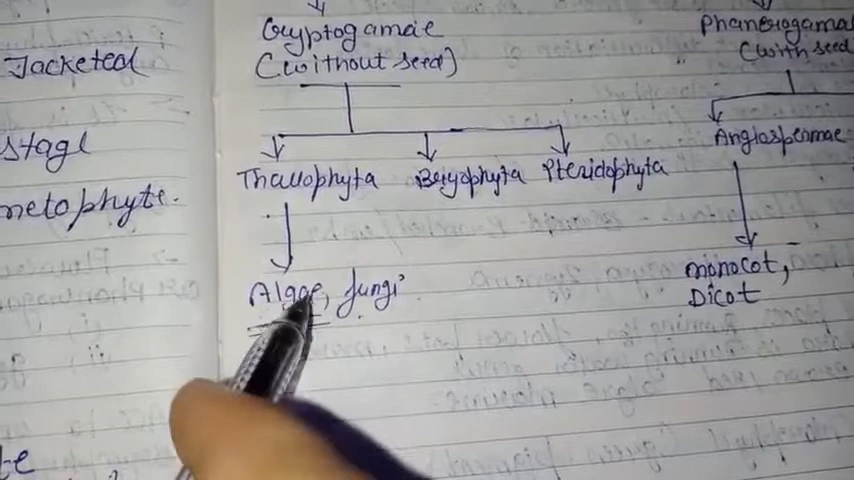 Jacketed
stage
metophyte.
Cryptogamae
(without seed)
Thallophyta
Bryophyta
Pteridophyta
Algae, fungi
Phanerogamae
(with seed
Angiospermae
monocot,
Dicot